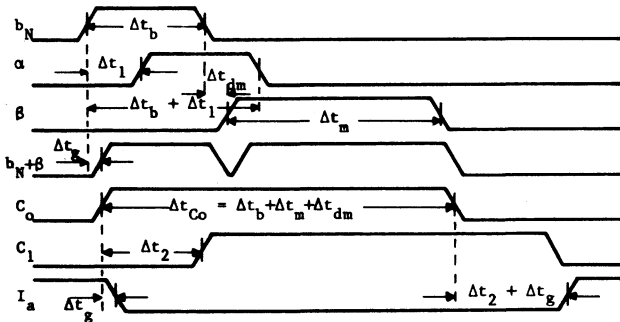 b_N Δt_b
α Δt_1 Δt_dm
Δt_b + Δt_1
β Δt_m
Δt_g
b_N+β
C_o Δt_Co = Δt_b+Δt_m+Δt_dm
C_1 Δt_2
I_a Δt_g Δt_2 + Δt_g